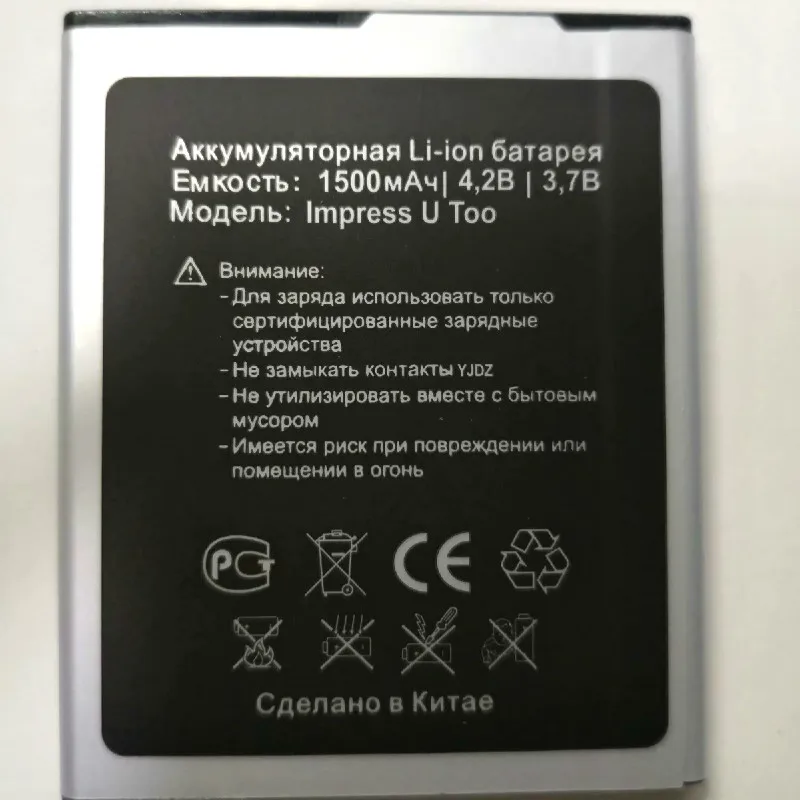 Аккумуляторная Li-ion батарея
Емкость: 1500мАч| 4,2В | 3,7В
Модель: Impress U Too
Внимание:
-Для заряда использовать только
сертифицированные зарядные
устройства
-Не замыкать контакты YJDZ
-Не утилизировать вместе с бытовым
мусором
-Имеется риск при повреждении или
помещении в огонь
РСТ CE
Сделано в Китае